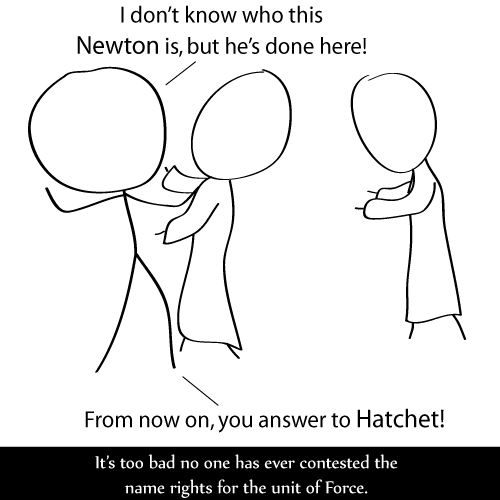 I don't know who this
Newton is, but he's done here!
From now on, you answer to Hatchet!
It's too bad no one has ever contested the
name rights for the unit of Force.